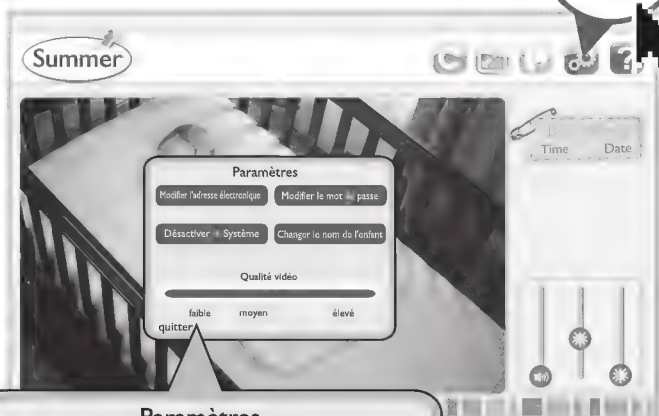 Summer
?
Time Date
Paramètres
Modifier l'adresse électronique Modifier le mot passe
Désactiver Système Changer le nom de l'enfant
Qualité vidéo
faible moyen élevé
quitter
Paramètres